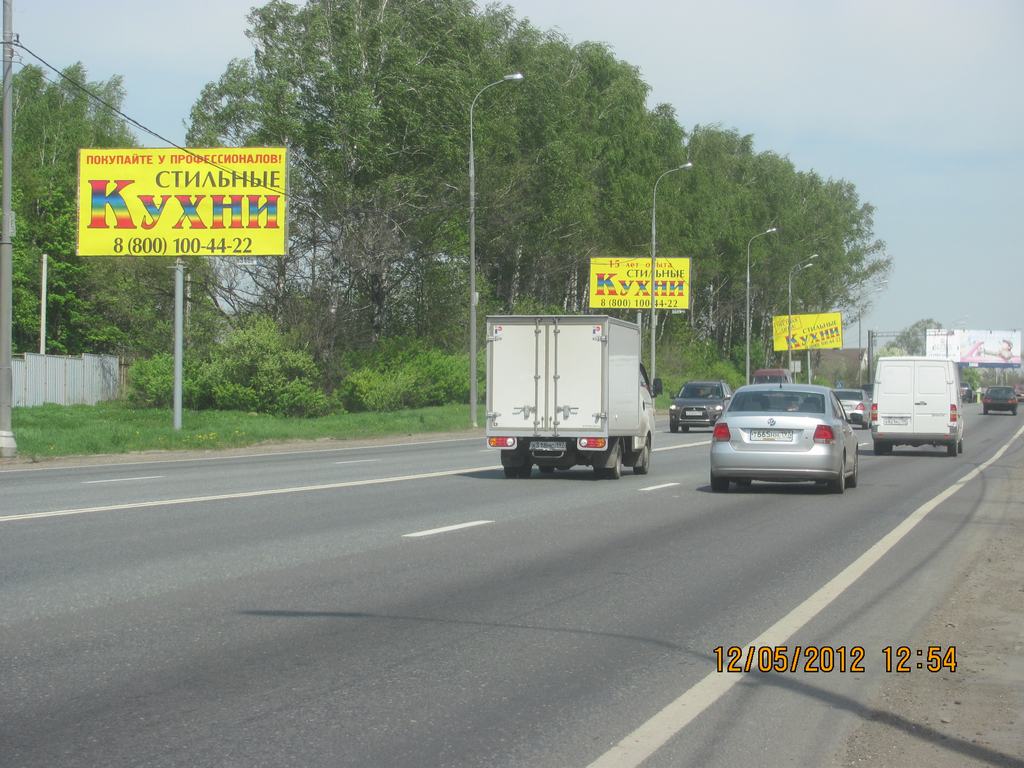 ПОКУПАЙТЕ У ПРОФЕССИОНАЛОВ!
СТИЛЬНЫЕ
КУХНИ
8 (800) 100-44-22
15 лет опыта
СТИЛЬНЫЕ
КУХНИ
8 (800) 100-44-22
СТИЛЬНЫЕ
КУХНИ
12/05/2012 12:54